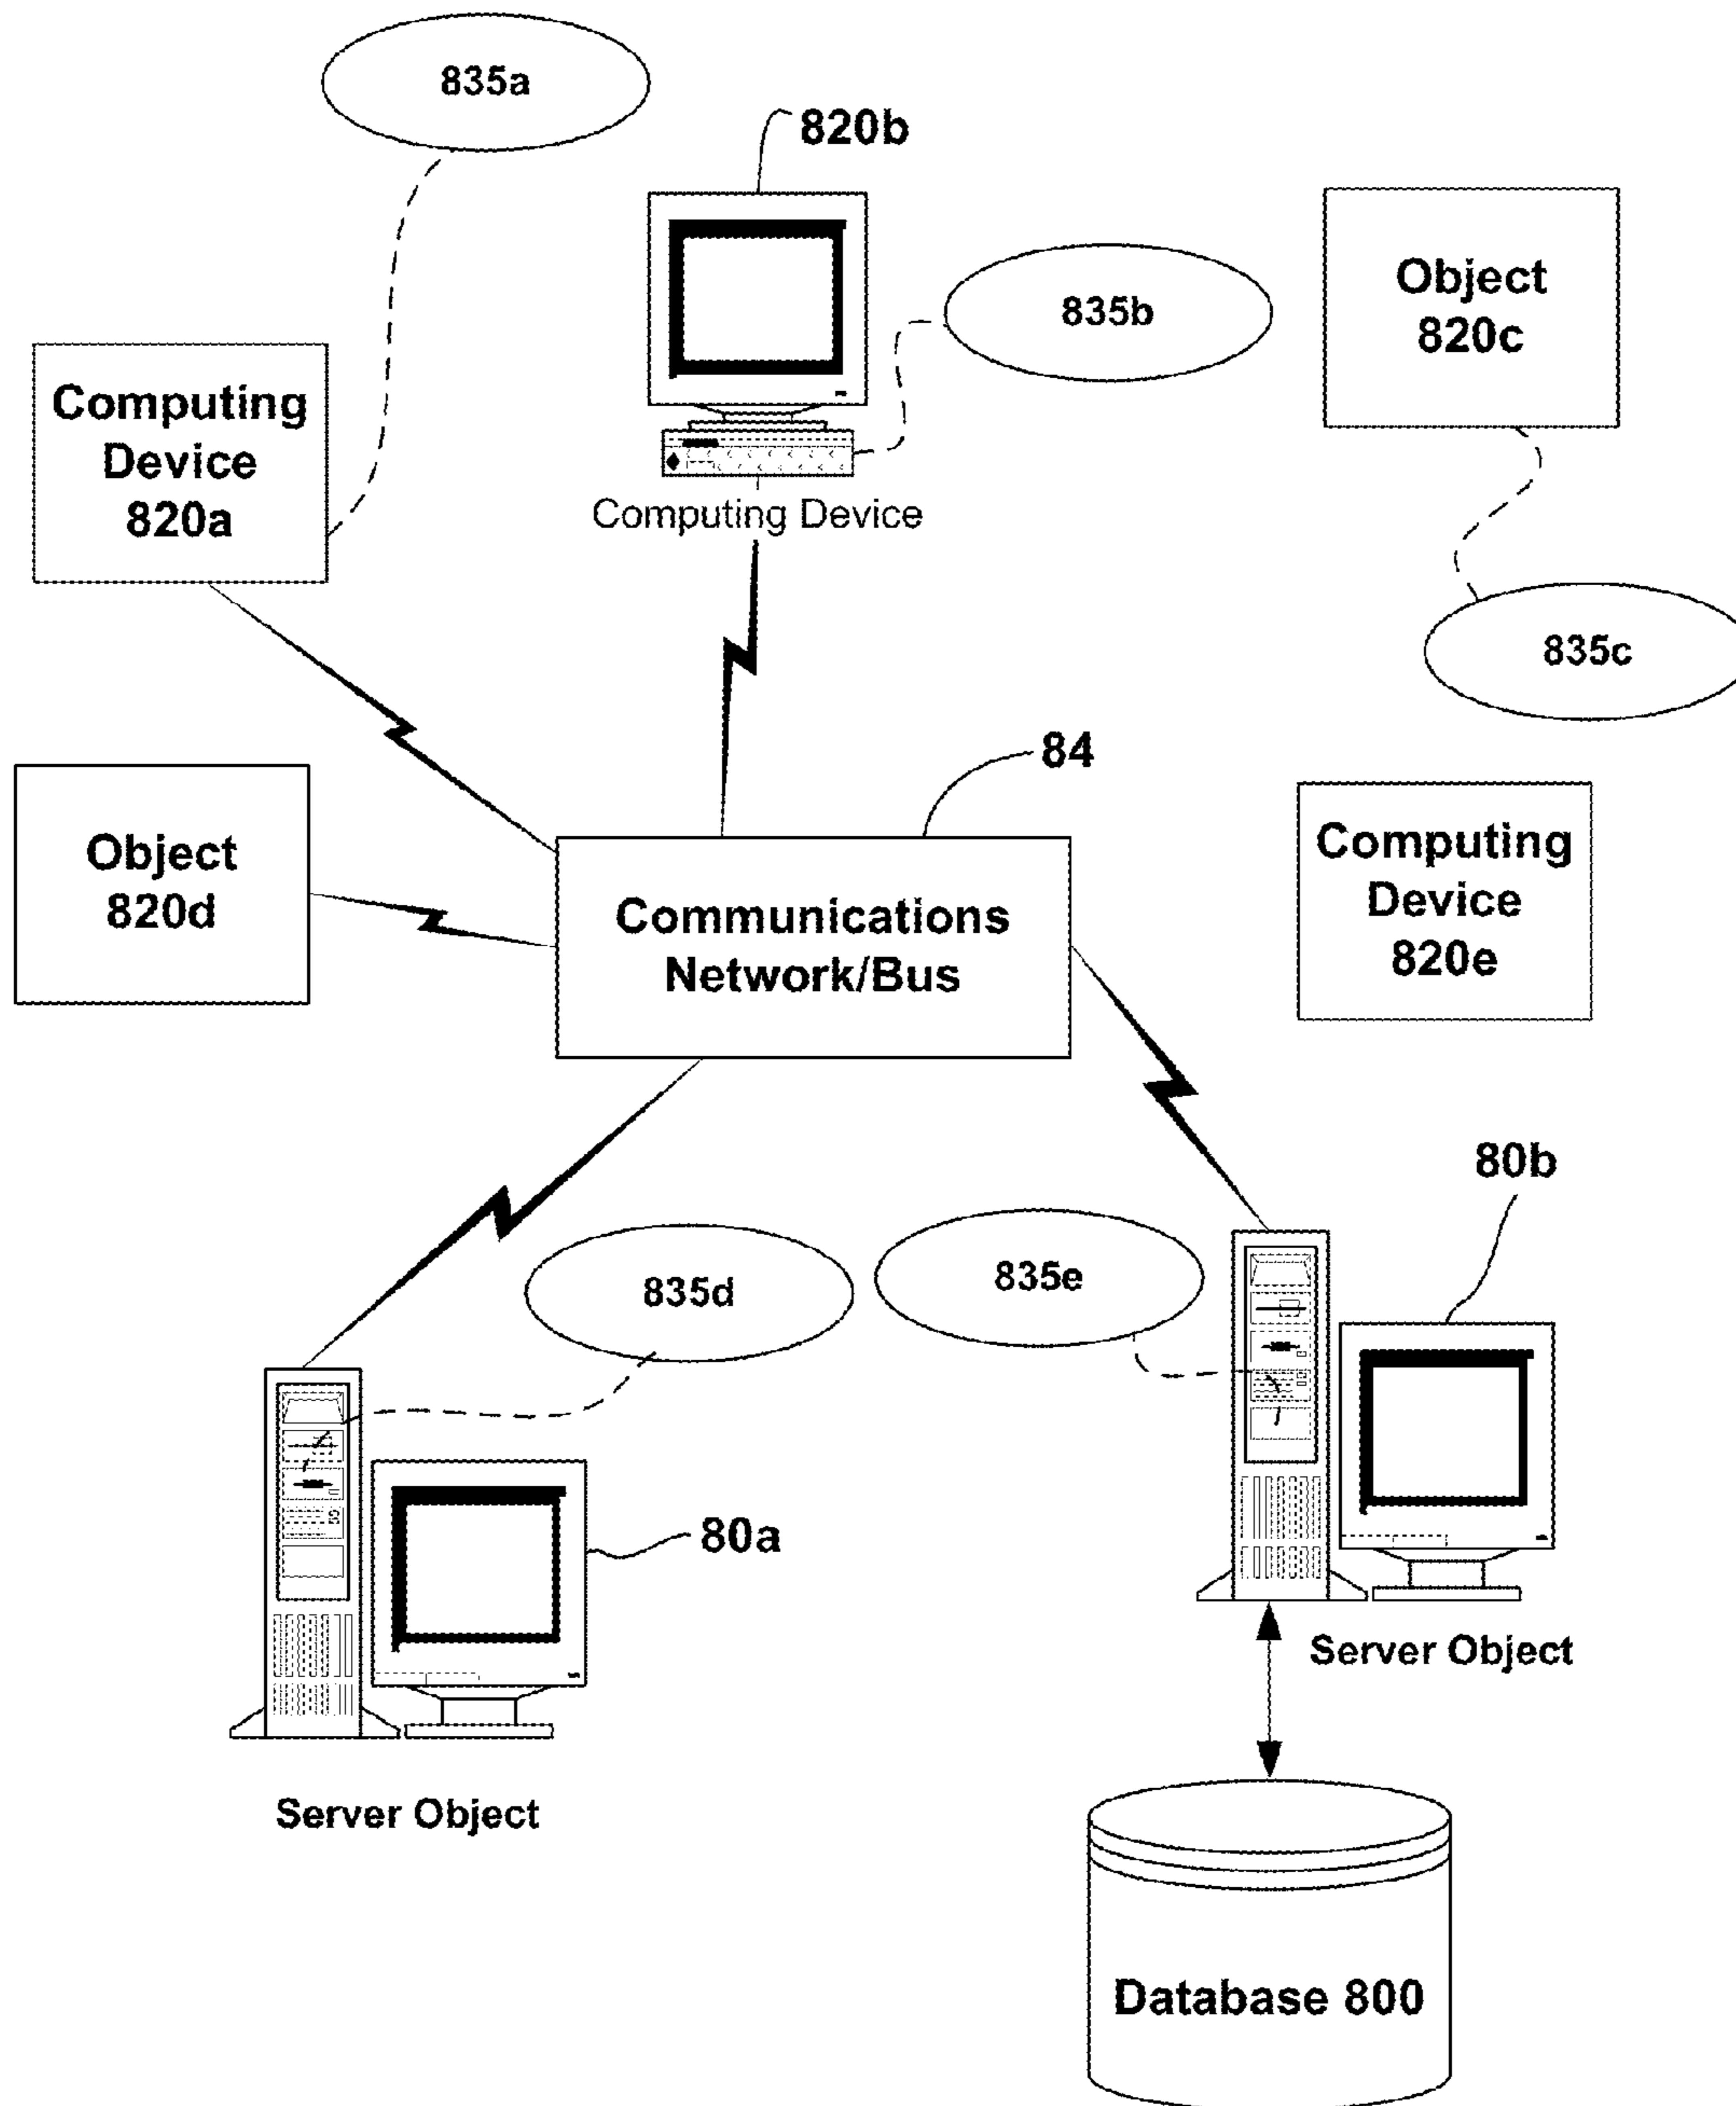 835a
820b
835b
Object
820c
Computing
Device
820a
Computing Device
835c
84
Object
820d
Communications
Network/Bus
Computing
Device
820e
80b
835d
835e
80a
Server Object
Server Object
Database 800